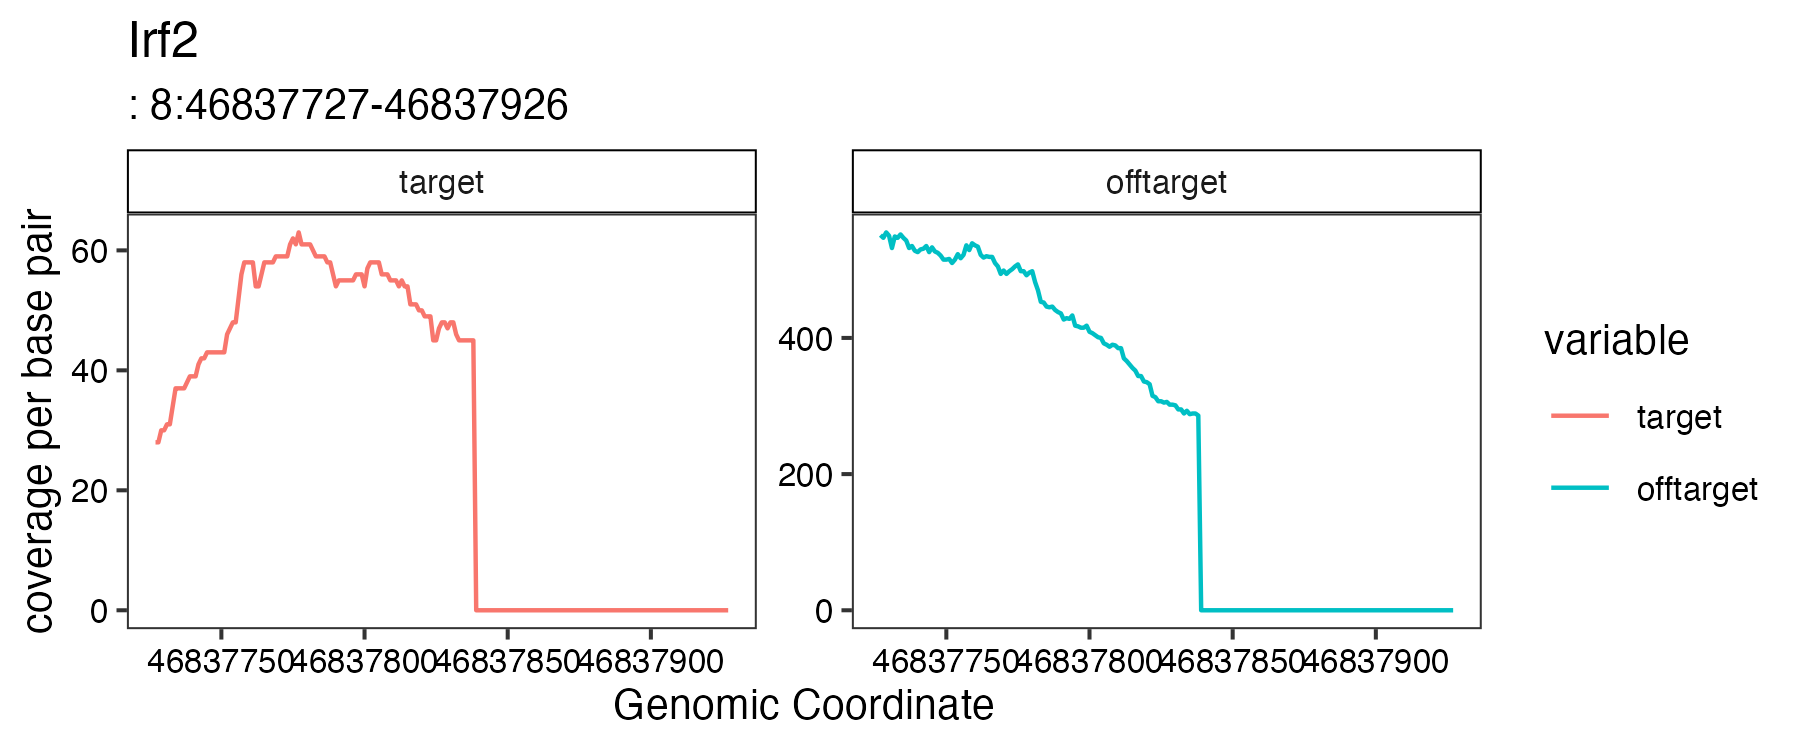 Irf2
: 8:46837727-46837926
target
offtarget
coverage per base pair
60
40
20
0
400
200
0
46837750 46837800 46837850 46837900
46837750 46837800 46837850 46837900
Genomic Coordinate
variable
target
offtarget